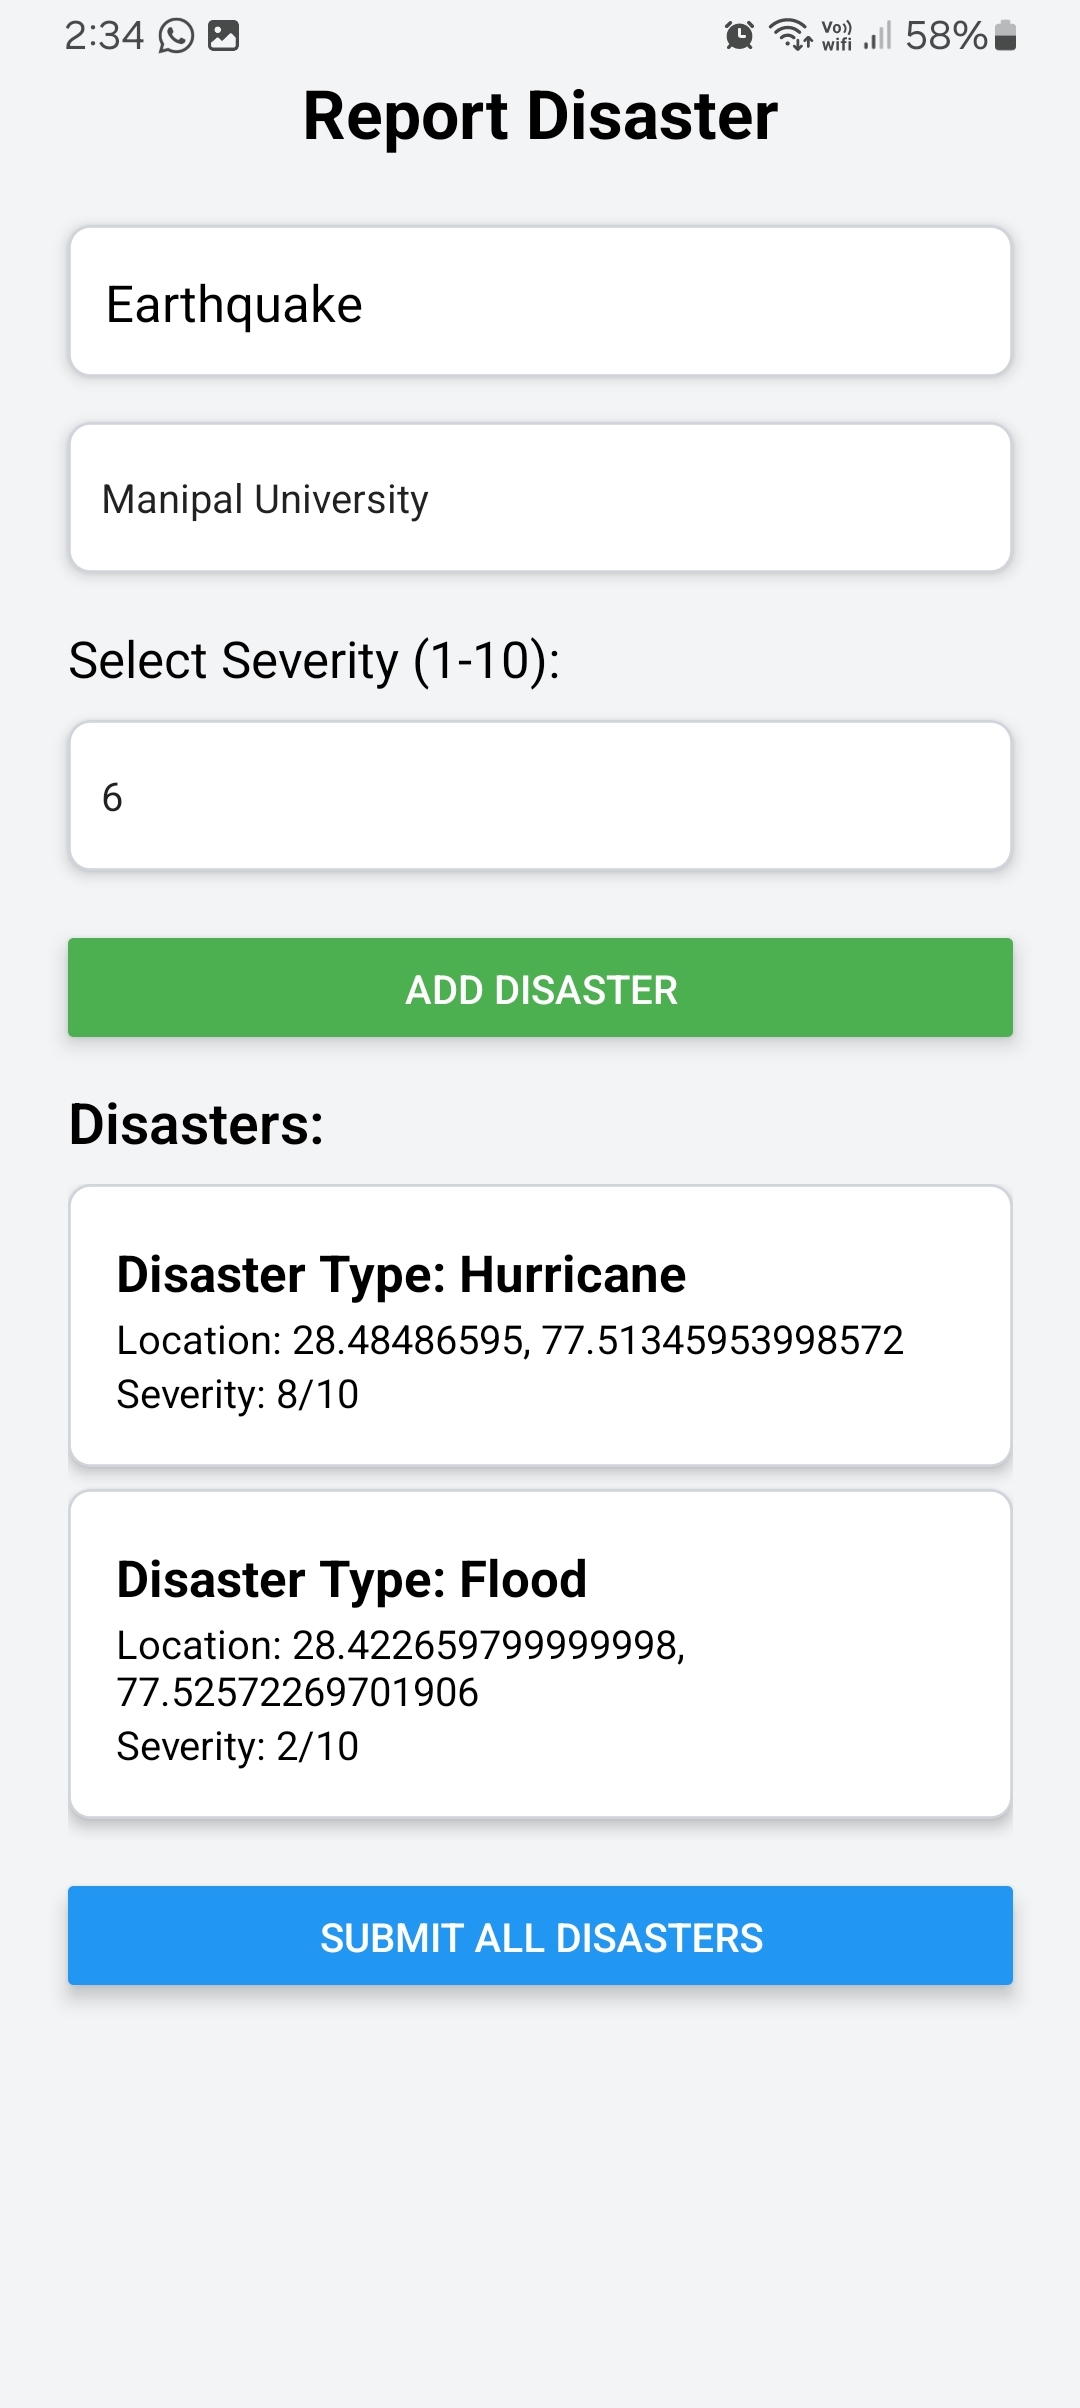 2:34 Vo)) wifi 58%
Report Disaster
Earthquake
Manipal University
Select Severity (1-10):
6
ADD DISASTER
Disasters:
Disaster Type: Hurricane
Location: 28.48486595, 77.51345953998572
Severity: 8/10
Disaster Type: Flood
Location: 28.422659799999998,
77.52572269701906
Severity: 2/10
SUBMIT ALL DISASTERS